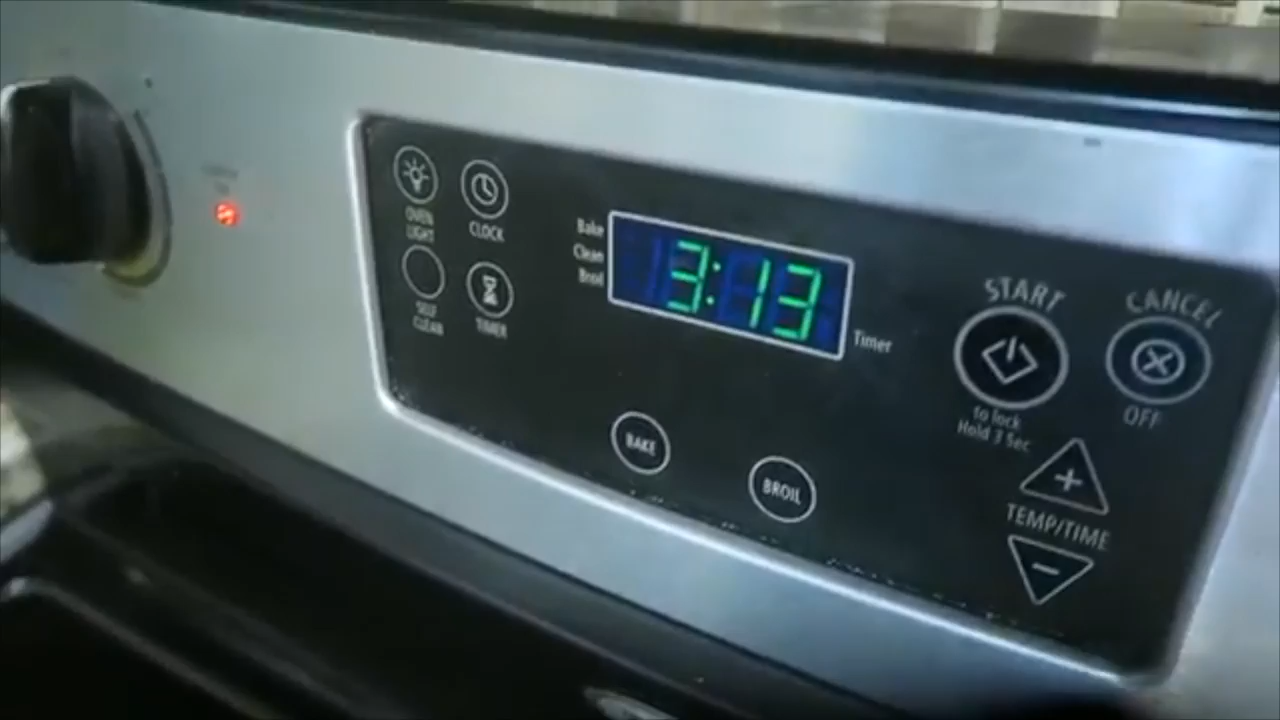 OVEN
LIGHT
CLOCK
SELF
CLEAN
TIMER
Bake
Clean
Broil
3:13
Timer
BAKE
BROIL
START
to lock
Hold 3 Sec
CANCEL
OFF
+
TEMP/TIME
-